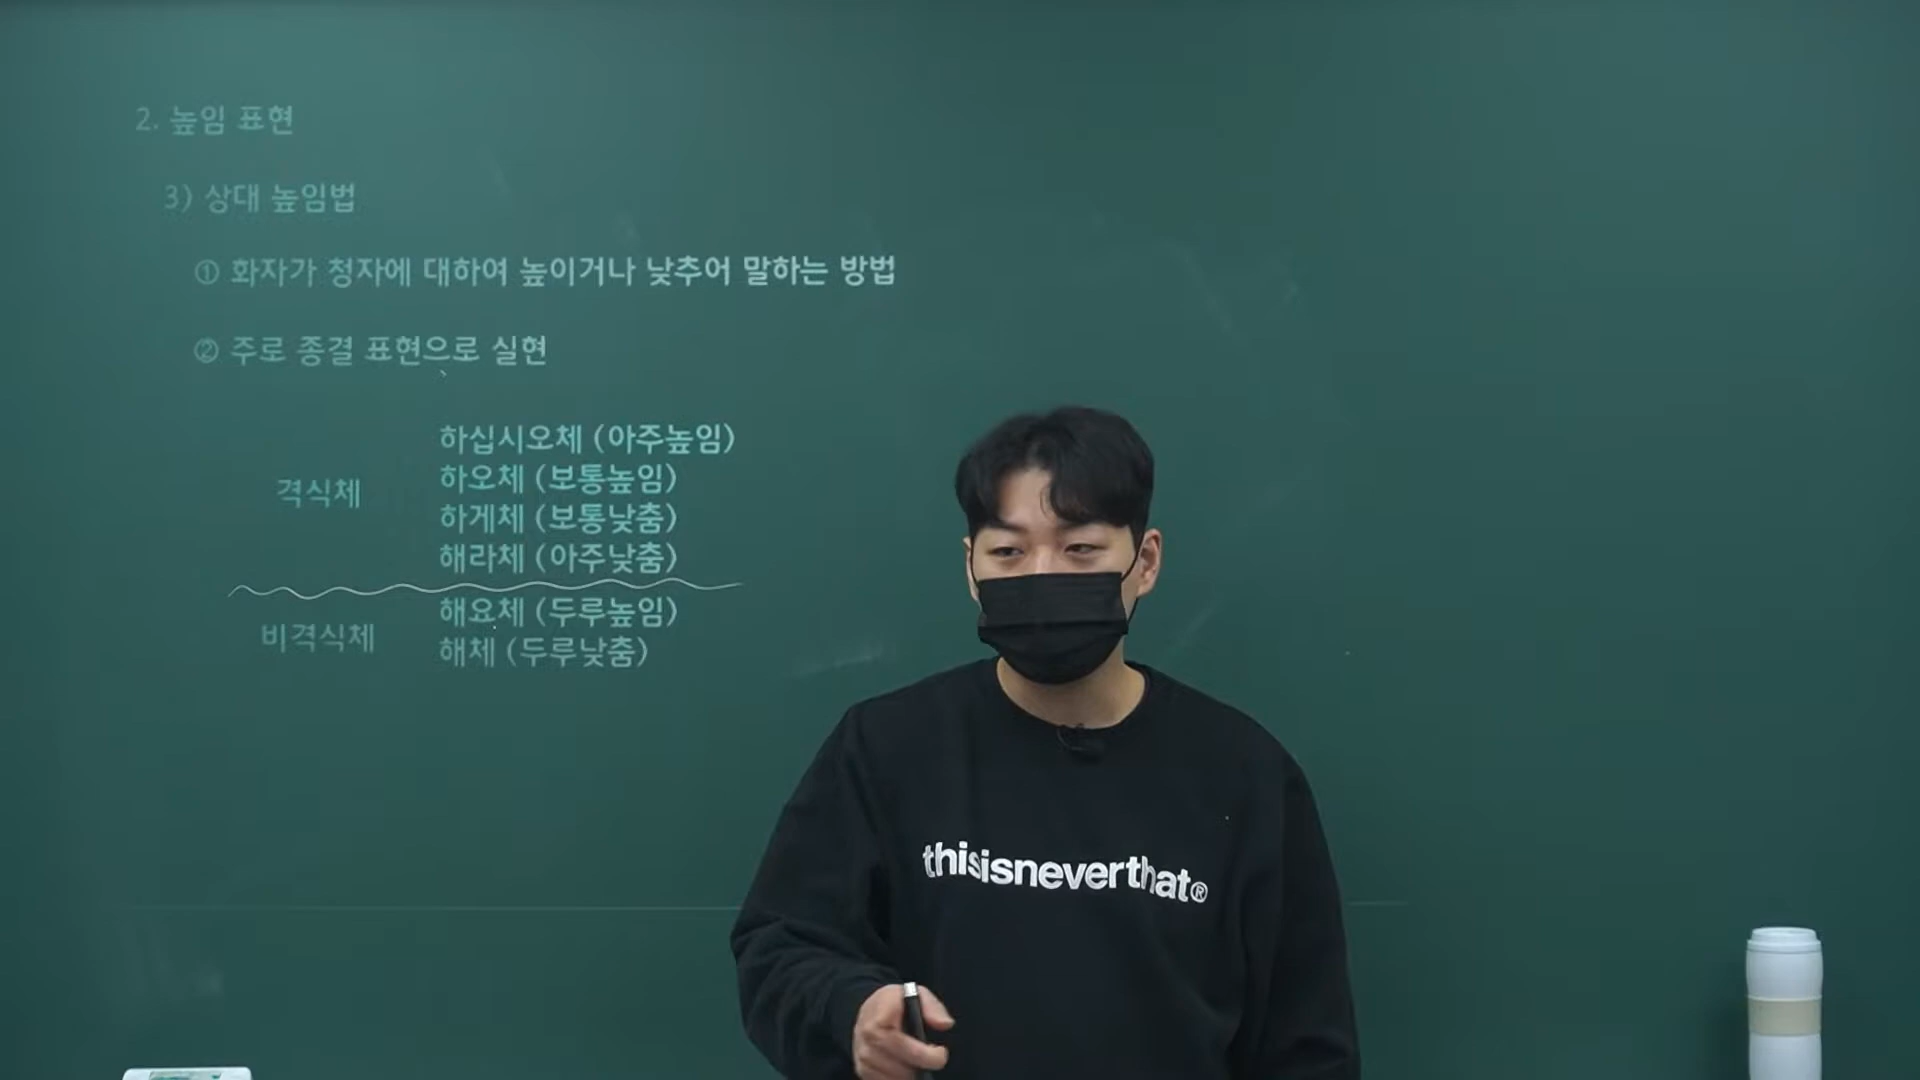 2. 높임 표현
3) 상대 높임법
① 화자가 청자에 대하여 높이거나 낮추어 말하는 방법
② 주로 종결 표현으로 실현
격식체
하십시오체 (아주높임)
하오체 (보통높임)
하게체 (보통낮춤)
해라체 (아주낮춤)
비격식체
해요체 (두루높임)
해체 (두루낮춤)
thisisneverthat®